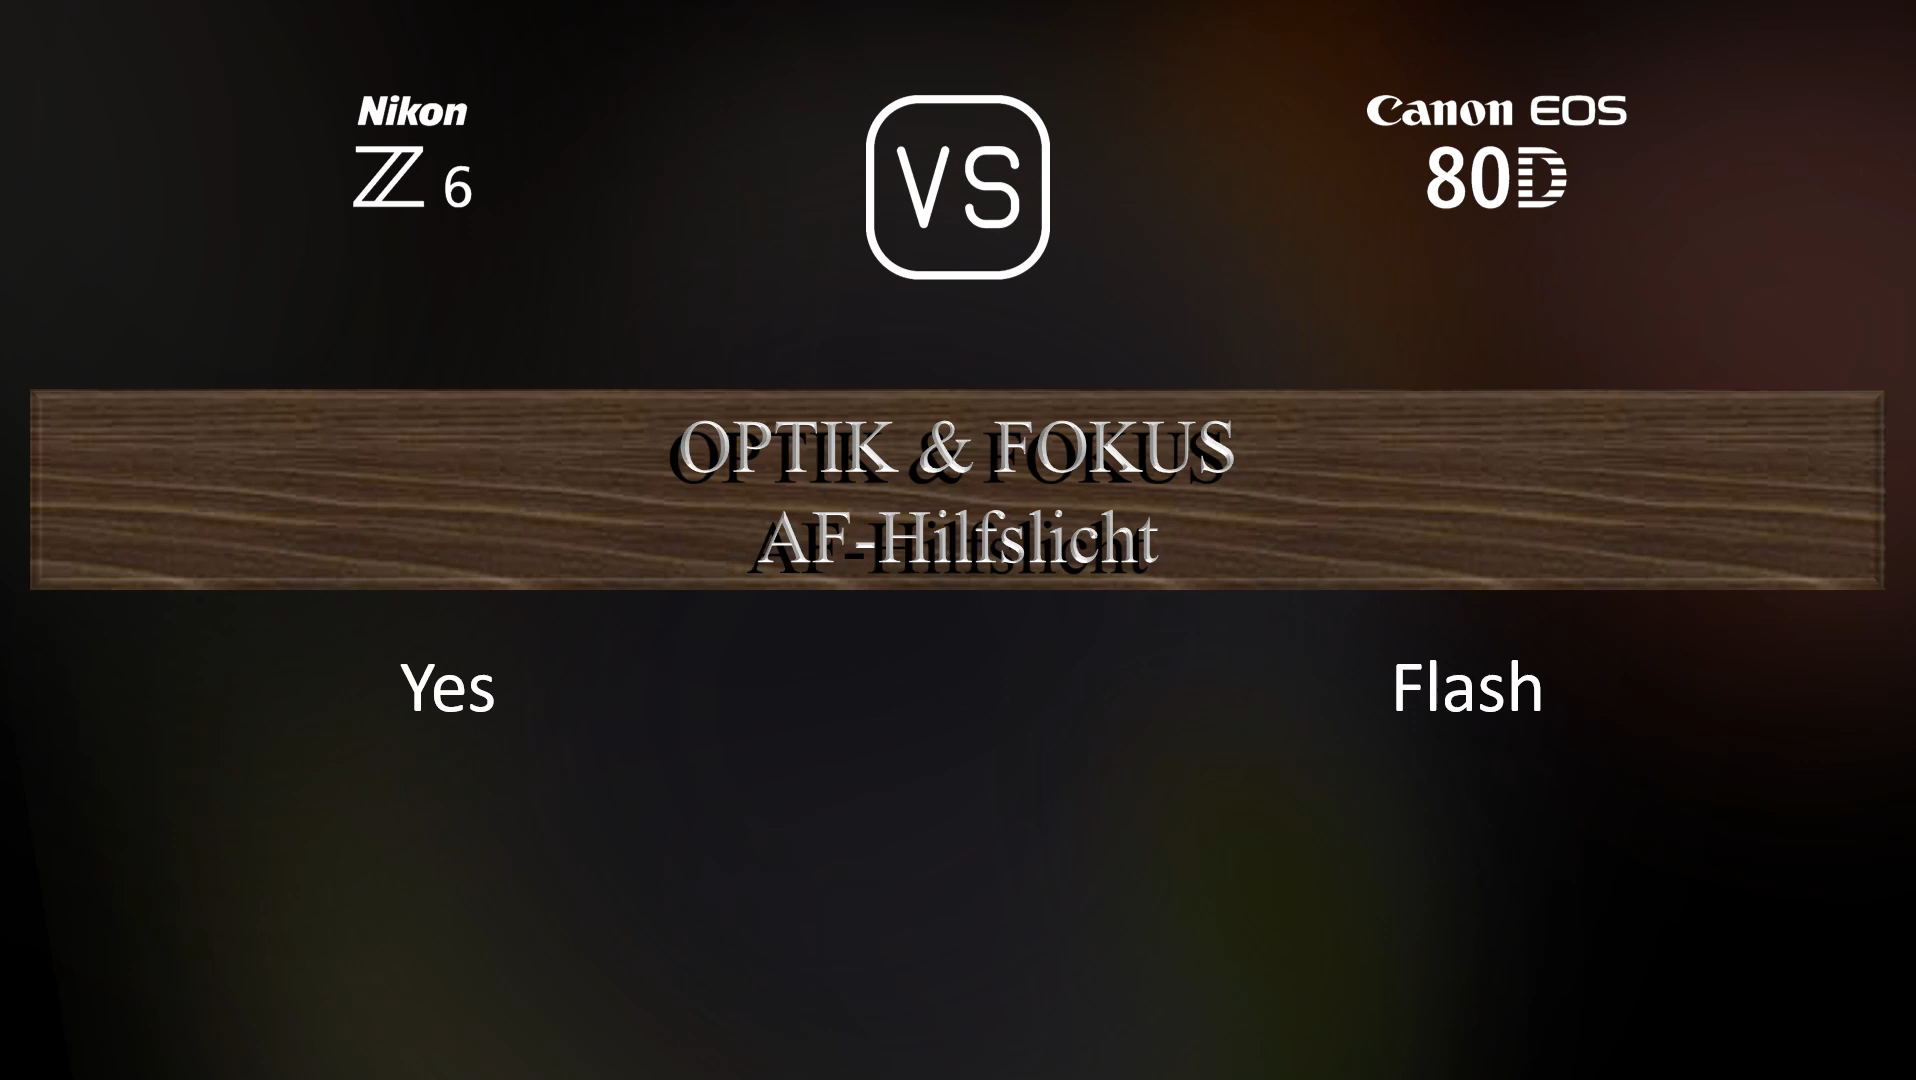 Nikon
Z 6
VS
Canon EOS
80D
OPTIK & FOKUS
AF-Hilfslicht
Yes
Flash